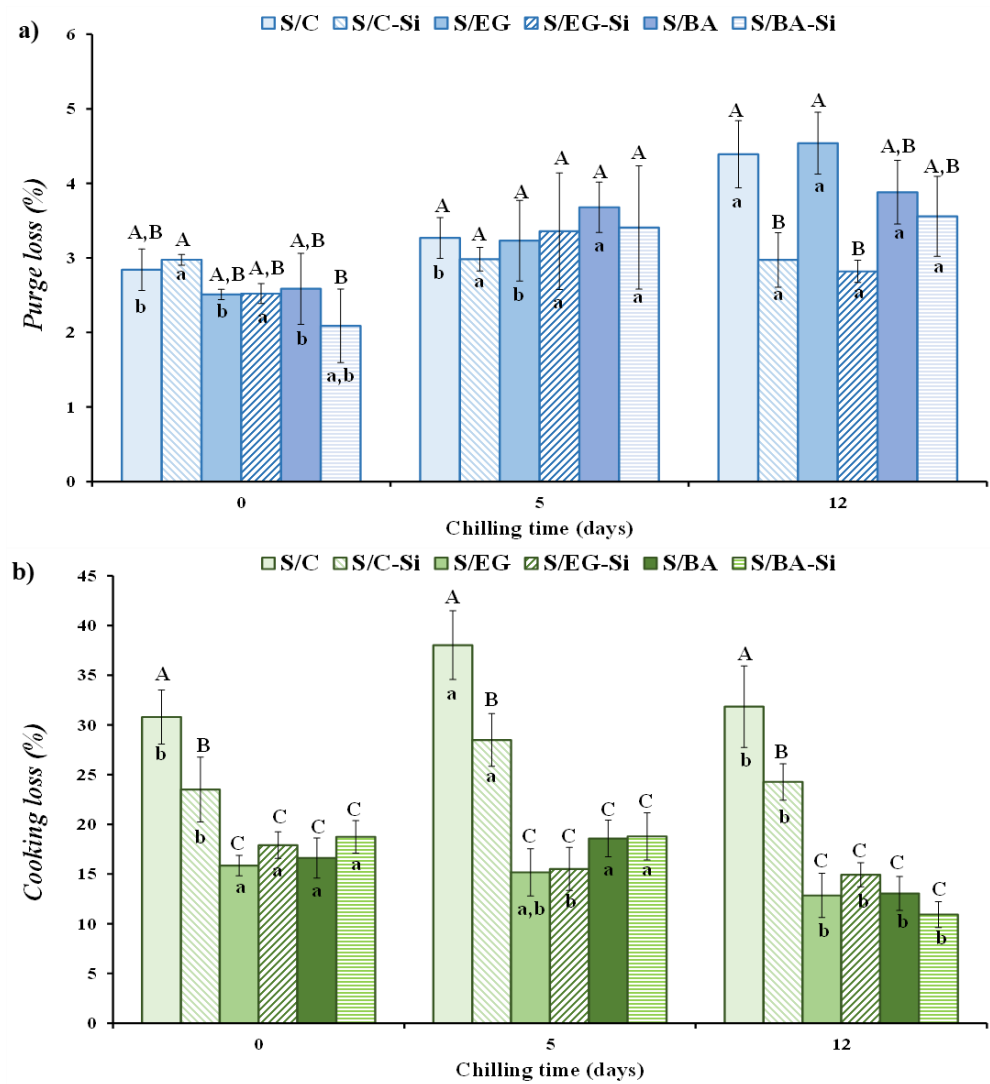 a)
S/C S/C-Si S/EG S/EG-Si S/BA S/BA-Si
Purge loss (%)
6
5
4
3
2
1
0
A,B A A,B A,B A,B B
b a b a b a,b
A A A A A A
b a b a a a
A B A B A,B A,B
a a a a a a
0 5 12
Chilling time (days)
b)
S/C S/C-Si S/EG S/EG-Si S/BA S/BA-Si
Cooking loss (%)
45
40
35
30
25
20
15
10
5
0
A B C C C C
b b a a a a
A B C C C C
a a a,b b a a
A B C C C C
b b b b b b
0 5 12
Chilling time (days)